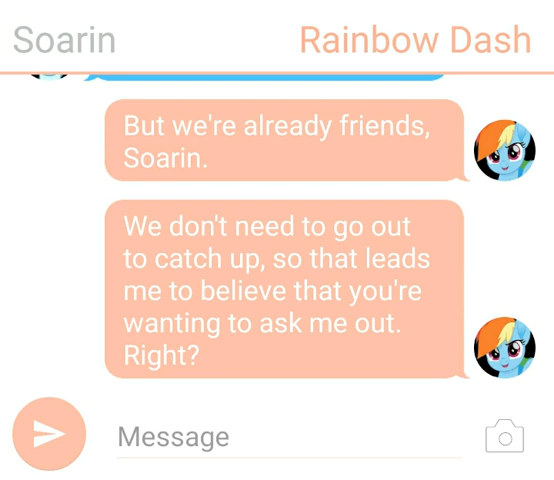 Soarin Rainbow Dash
But we're already friends,
Soarin.
We don't need to go out
to catch up, so that leads
me to believe that you're
wanting to ask me out.
Right?
Message